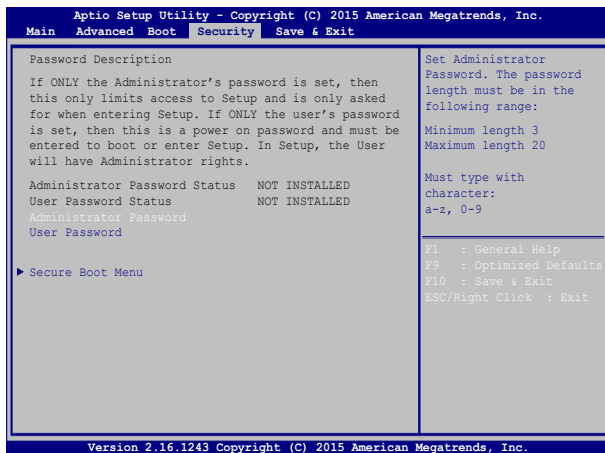 Aptio Setup Utility - Copyright (C) 2015 American Megatrends, Inc.
Main Advanced Boot Security Save & Exit
Password Description
If ONLY the Administrator's password is set, then
this only limits access to Setup and is only asked
for when entering Setup. If ONLY the user's password
is set, then this is a power on password and must be
entered to boot or enter Setup. In Setup, the User
will have Administrator rights.
Administrator Password Status NOT INSTALLED
User Password Status NOT INSTALLED
Administrator Password
User Password
Secure Boot Menu
Set Administrator
Password. The password
length must be in the
following range:
Minimum length 3
Maximum length 20
Must type with
character:
a-z, 0-9
F1 : General Help
F9 : Optimized Defaults
F10 : Save & Exit
ESC/Right Click : Exit
Version 2.16.1243 Copyright (C) 2015 American Megatrends, Inc.